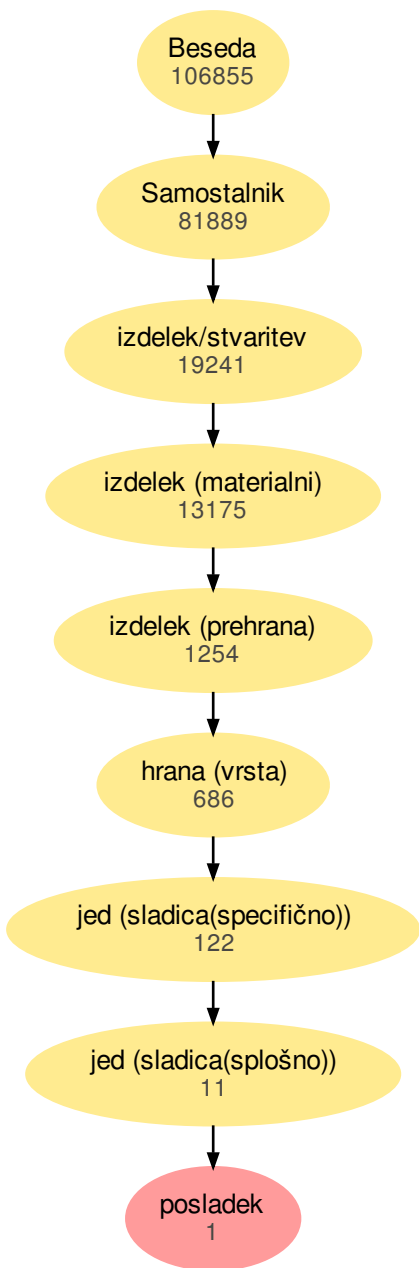 Beseda
106855
Samostalnik
81889
izdelek/stvaritev
19241
izdelek (materialni)
13175
izdelek (prehrana)
1254
hrana (vrsta)
686
jed (sladica(specifično))
122
jed (sladica(splošno))
11
posladek
1